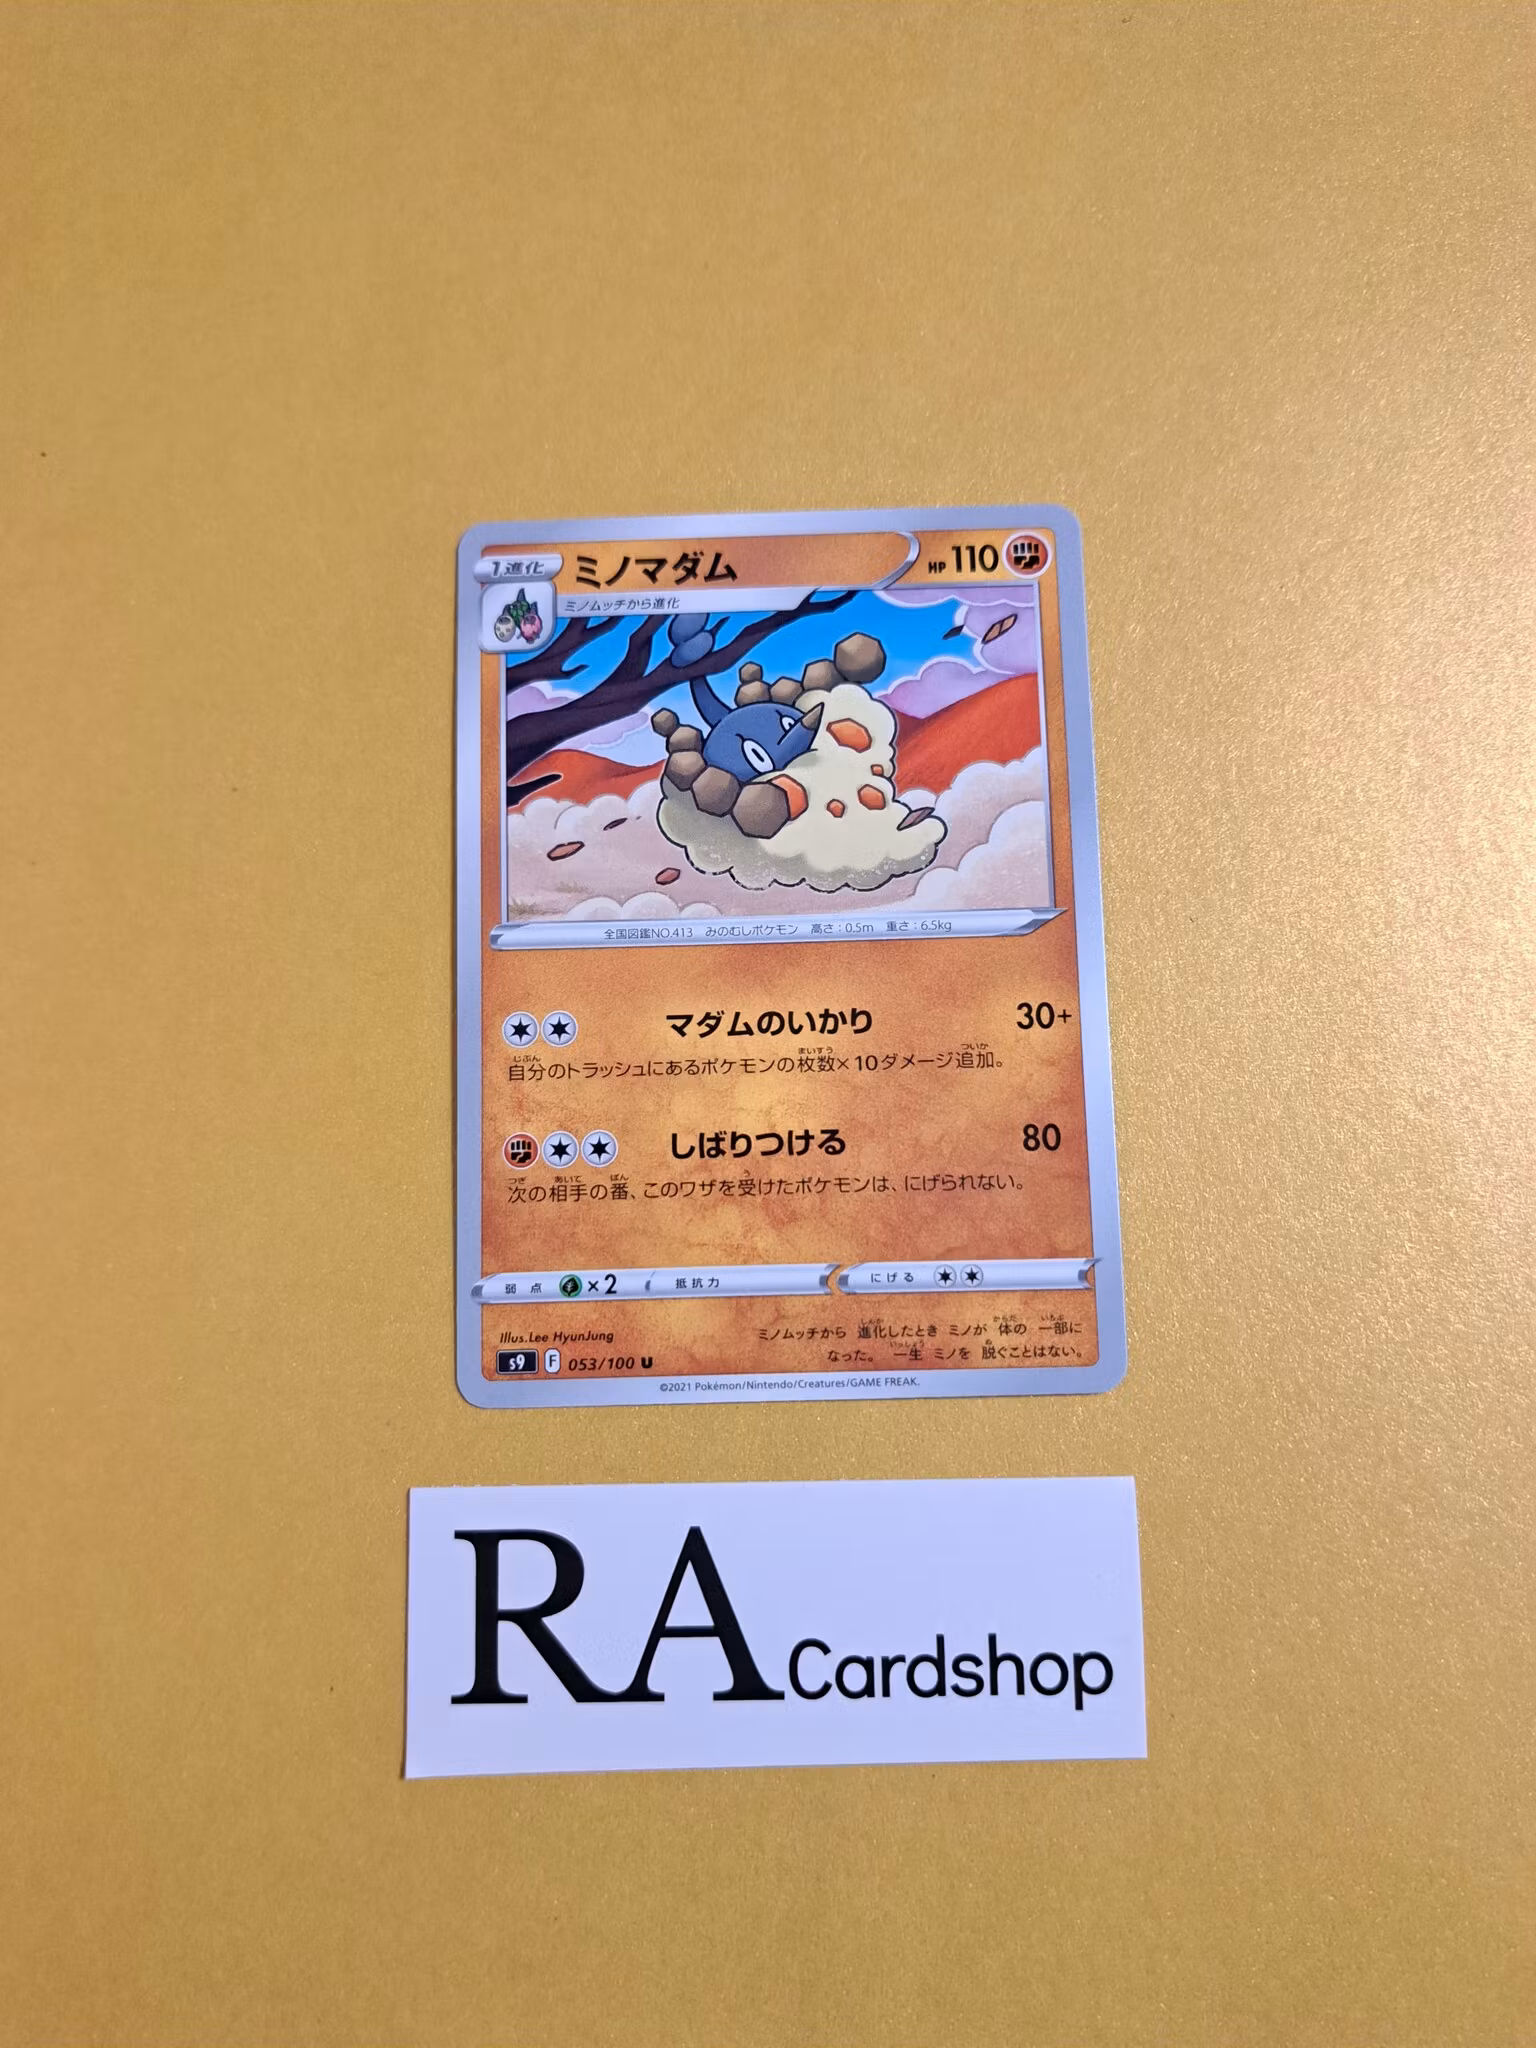 1進化
ミノマダム
HP 110
ミノムッチから進化
全国図鑑NO.413 みのむしポケモン 高さ:0.5m 重さ:6.5kg
マダムのいかり 30+
自分のトラッシュにあるポケモンの枚数×10ダメージ追加。
しばりつける 80
次の相手の番、このワザを受けたポケモンは、にげられない。
弱点 ×2 抵抗力 にげる
Illus.Lee HyunJung
s9 F 053/100 U
ミノムッチから 進化したとき ミノが 体の 一部に
なった。 一生 ミノを 脱ぐことはない。
©2021 Pokémon/Nintendo/Creatures/GAME FREAK.
RA Cardshop